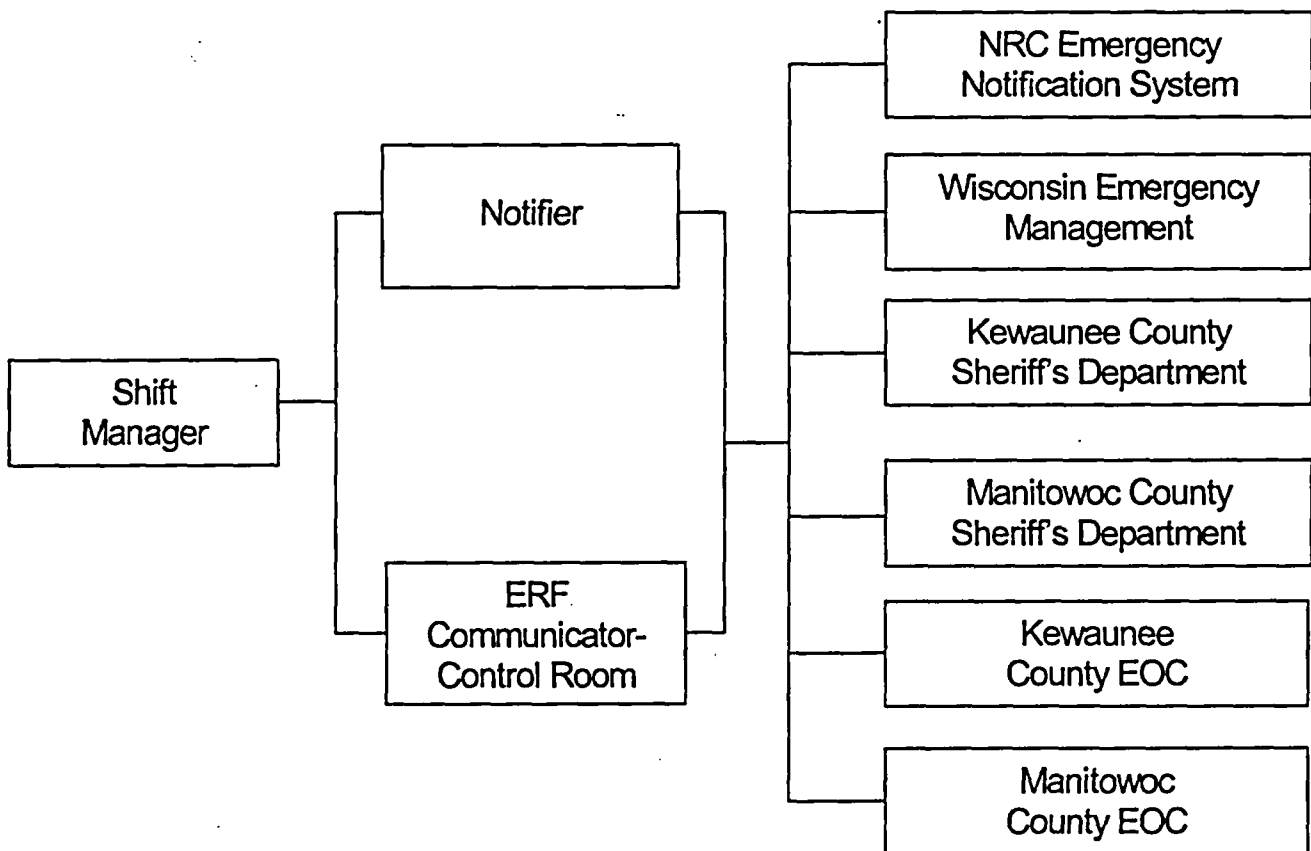 NRC Emergency
Notification System
Notifier
Wisconsin Emergency
Management
Kewaunee County
Sheriff's Department
Shift
Manager
Manitowoc County
Sheriff's Department
ERF
Communicator-
Control Room
Kewaunee
County EOC
Manitowoc
County EOC